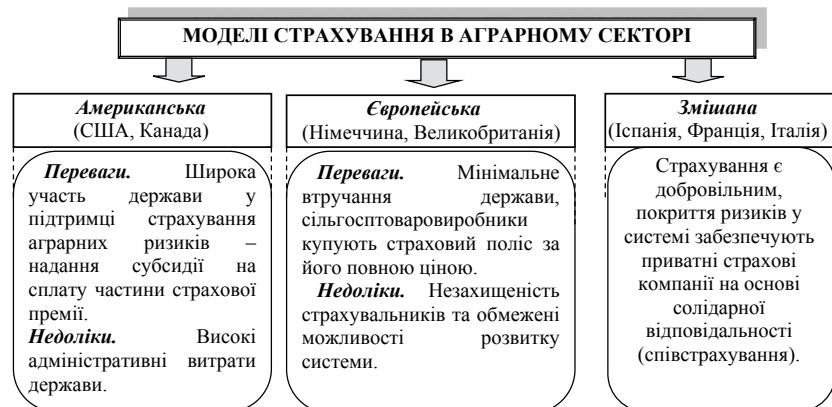 МОДЕЛІ СТРАХУВАННЯ В АГРАРНОМУ СЕКТОРІ
Американська
(США, Канада)
Переваги. Широка
участь держави у
підтримці страхування
аграрних ризиків –
надання субсидії на
сплату частини страхової
премії.
Недоліки. Високі
адміністративні витрати
держави.
Європейська
(Німеччина, Великобританія)
Переваги. Мінімальне
втручання держави,
сільгосптоваровиробники
купують страховий поліс за
його повною ціною.
Недоліки. Незахищеність
страхувальників та обмежені
можливості розвитку
системи.
Змішана
(Іспанія, Франція, Італія)
Страхування є
добровільним,
покриття ризиків у
системі забезпечують
приватні страхові
компанії на основі
солідарної
відповідальності
(співстрахування).